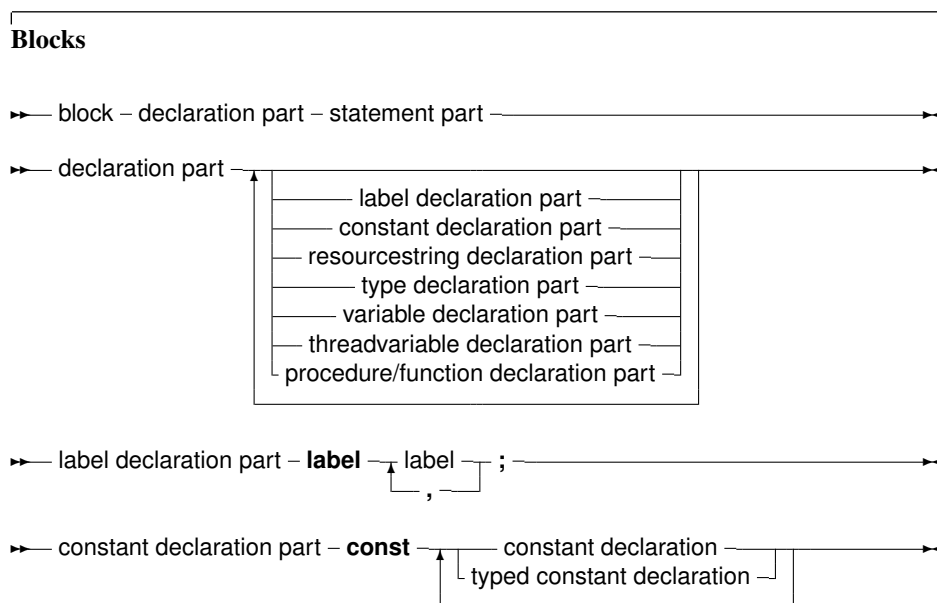 Blocks
block declaration part statement part
declaration part
label declaration part
constant declaration part
resourcestring declaration part
type declaration part
variable declaration part
threadvariable declaration part
procedure/function declaration part
label declaration part label label ;
,
constant declaration part const constant declaration
typed constant declaration